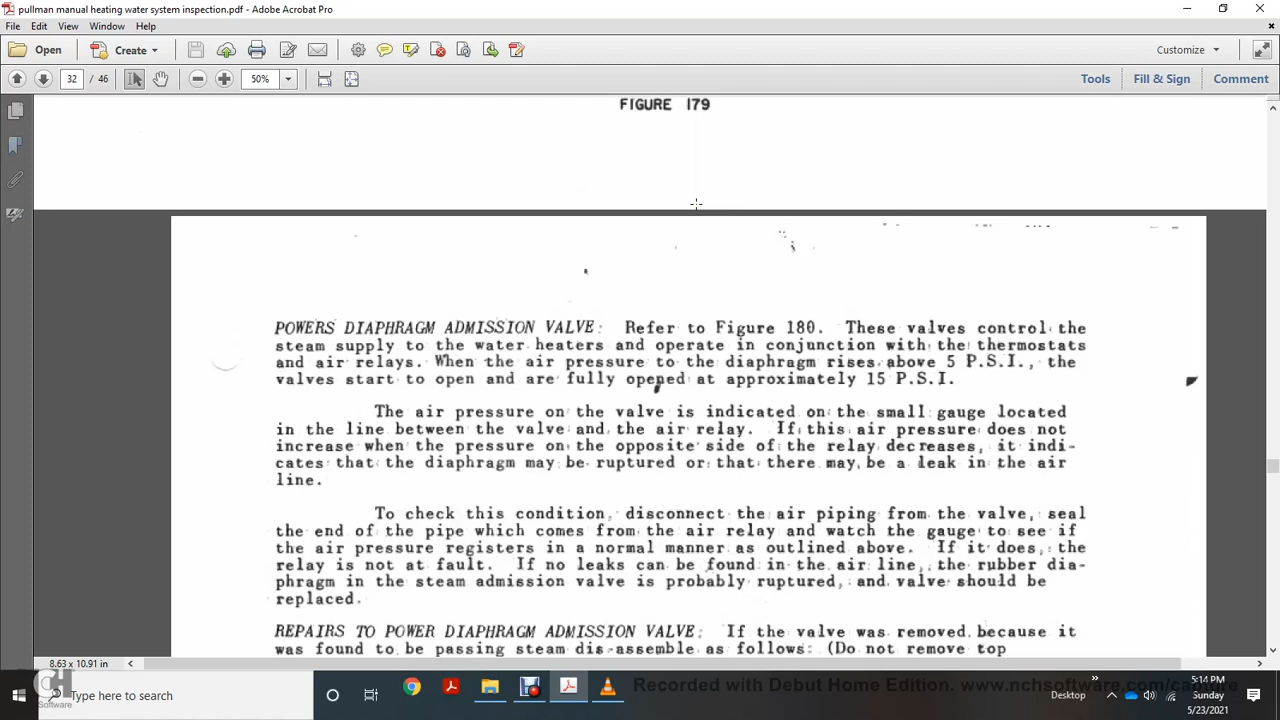 pullman manual heating water system inspection.pdf - Adobe Acrobat Pro
File Edit View Window Help
Open Create Customize
32 / 46 50% Tools Fill & Sign Comment
FIGURE 179
POWERS DIAPHRAGM ADMISSION VALVE: Refer to Figure 180. These valves control the
steam supply to the water heaters and operate in conjunction with the thermostats
and air relays. When the air pressure to the diaphragm rises above 5 P.S.I., the
valves start to open and are fully opened at approximately 15 P.S.I.
The air pressure on the valve is indicated on the small gauge located
in the line between the valve and the air relay. If this air pressure does not
increase when the pressure on the opposite side of the relay decreases, it indi-
cates that the diaphragm may be ruptured or that there may be a leak in the air
line.
To check this condition, disconnect the air piping from the valve, seal
the end of the pipe which comes from the air relay and watch the gauge to see if
the air pressure registers in a normal manner as outlined above. If it does, the
relay is not at fault. If no leaks can be found in the air line, the rubber dia-
phragm in the steam admission valve is probably ruptured, and valve should be
replaced.
REPAIRS TO POWER DIAPHRAGM ADMISSION VALVE: If the valve was removed because it
was found to be passing steam dis-assemble as follows: (Do not remove top
8.63 x 10.91 in
Recorded with Debut Home Edition. www.nchsoftware.com/capture
CH
Software
Type here to search
Desktop
5:14 PM
Sunday
5/23/2021